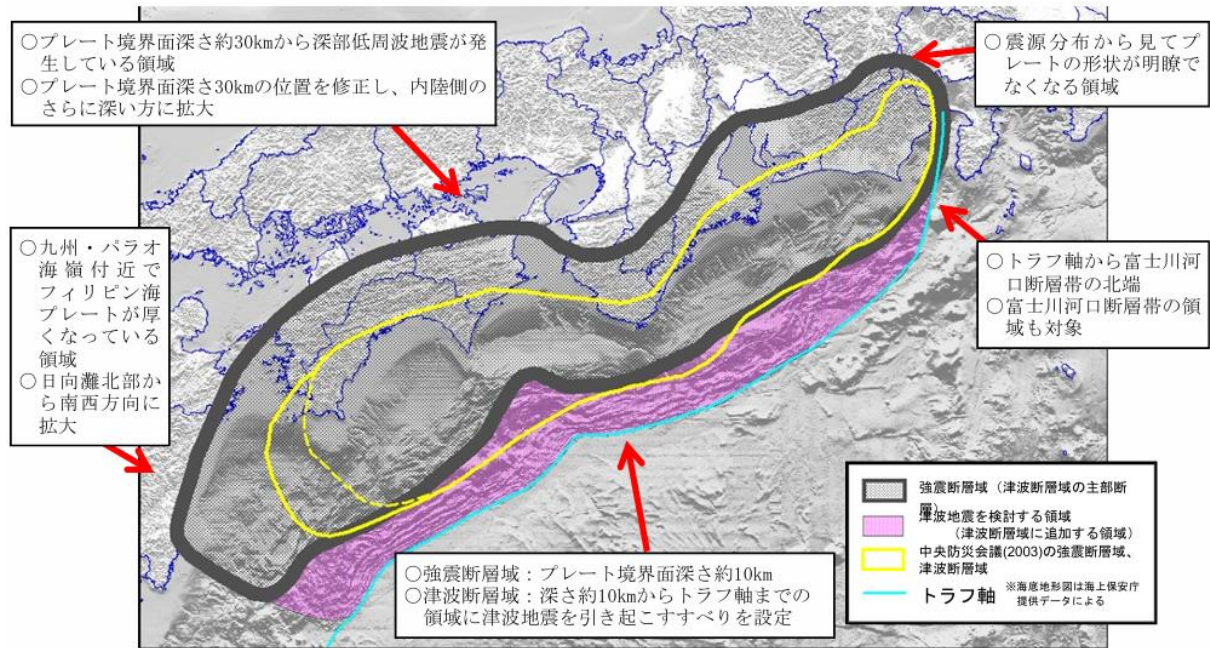 ○プレート境界面深さ約30kmから深部低周波地震が発
生している領域
○プレート境界面深さ30kmの位置を修正し、内陸側の
さらに深い方に拡大
○震源分布から見てプ
レートの形状が明瞭で
なくなる領域
○九州・パラオ
海嶺付近で
フィリピン海
プレートが厚
くなっている
領域
○日向灘北部か
ら南西方向に
拡大
○トラフ軸から富士川河
口断層帯の北端
○富士川河口断層帯の領
域も対象
○強震断層域：プレート境界面深さ約10km
○津波断層域：深さ約10kmからトラフ軸までの
領域に津波地震を引き起こすすべりを設定
強震断層域（津波断層域の主部断
層）
津波地震を検討する領域
（津波断層域に追加する領域）
中央防災会議(2003)の強震断層域、
津波断層域
トラフ軸
※海底地形図は海上保安庁
提供データによる